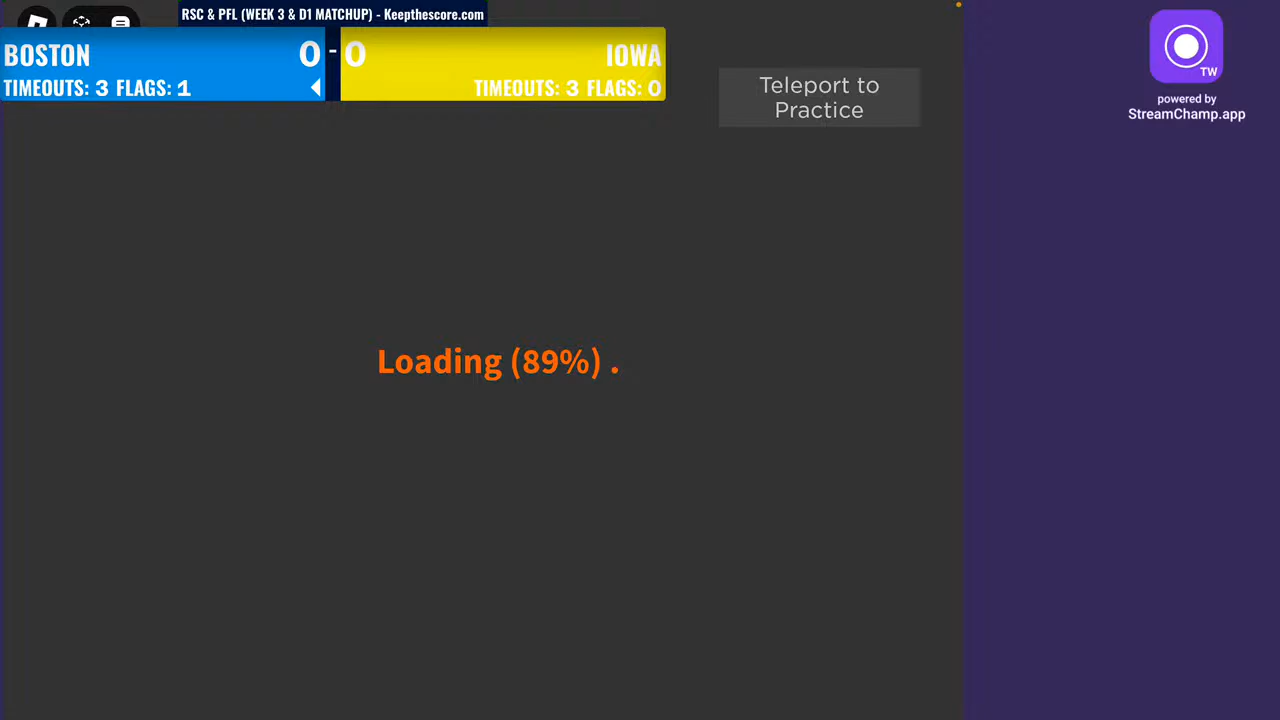 RSC & PFL (WEEK 3 & D1 MATCHUP) - Keepthescore.com
BOSTON 0 - 0 IOWA
TIMEOUTS: 3 FLAGS: 1 TIMEOUTS: 3 FLAGS: 0
Teleport to
Practice
TW
powered by
StreamChamp.app
Loading (89%) .